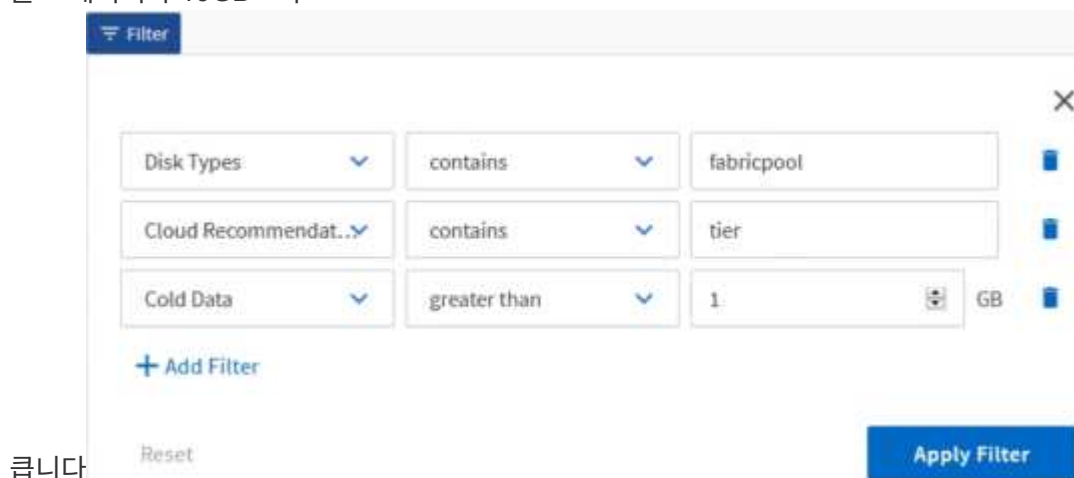 Filter
Disk Types contains fabricpool
Cloud Recommendat... contains tier
Cold Data greater than 1 GB
+ Add Filter
큽니다 Reset Apply Filter